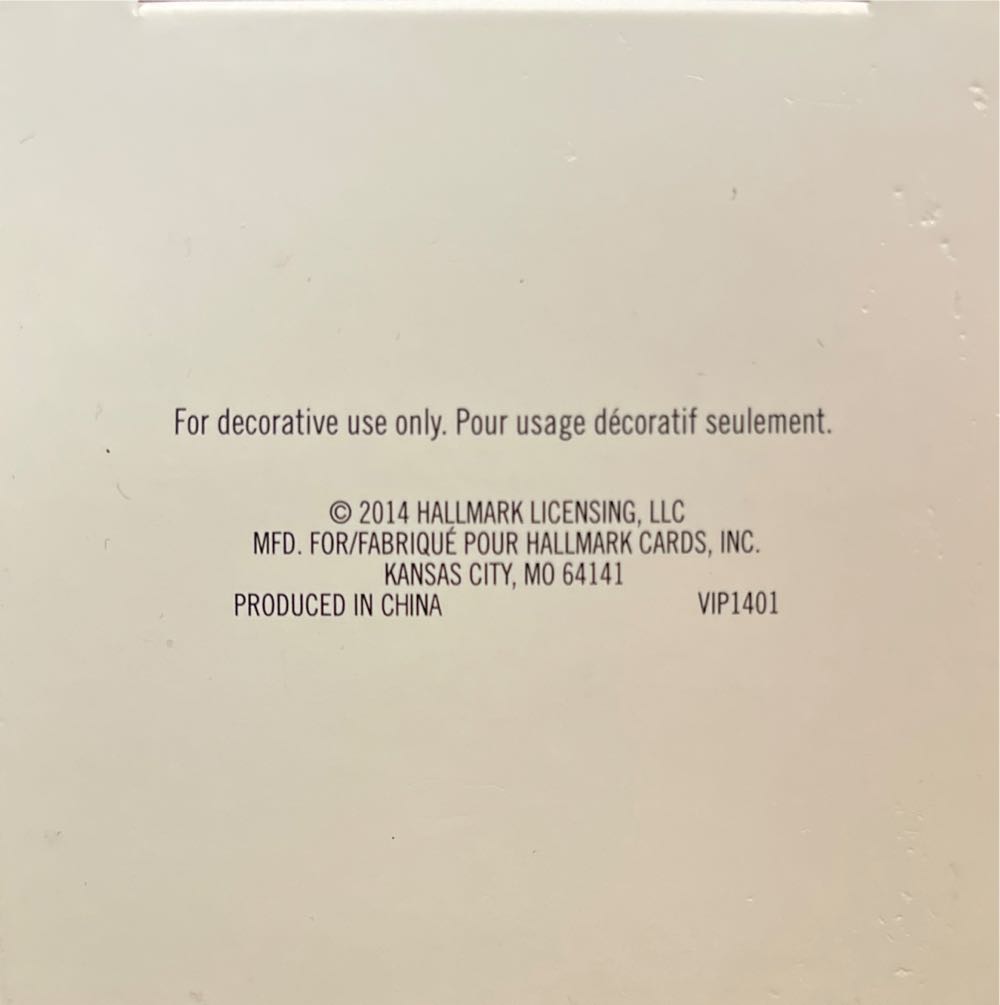 For decorative use only. Pour usage décoratif seulement.
© 2014 HALLMARK LICENSING, LLC
MFD. FOR/FABRIQUÉ POUR HALLMARK CARDS, INC.
KANSAS CITY, MO 64141
PRODUCED IN CHINA VIP1401